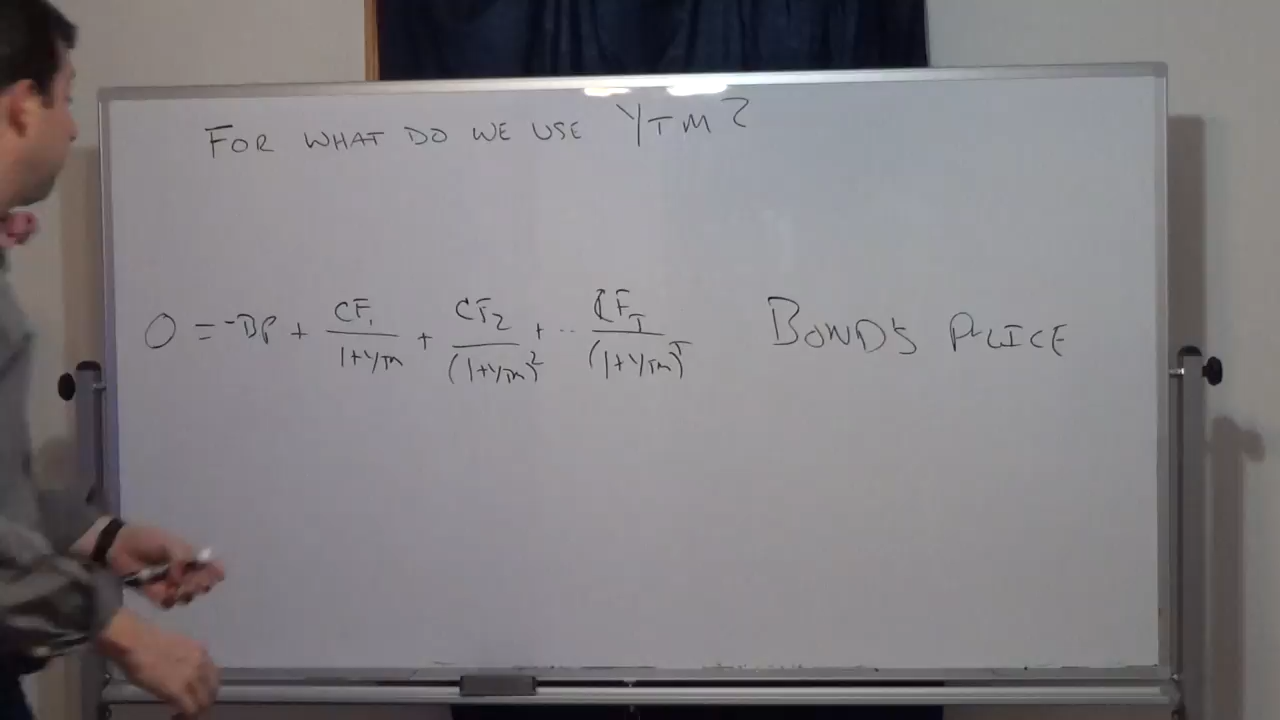 FOR WHAT DO WE USE YTM?
0 = -BP + CF₁/(1+YTM) + CF₂/(1+YTM)² + ·· CF_T/(1+YTM)^T BOND'S PRICE